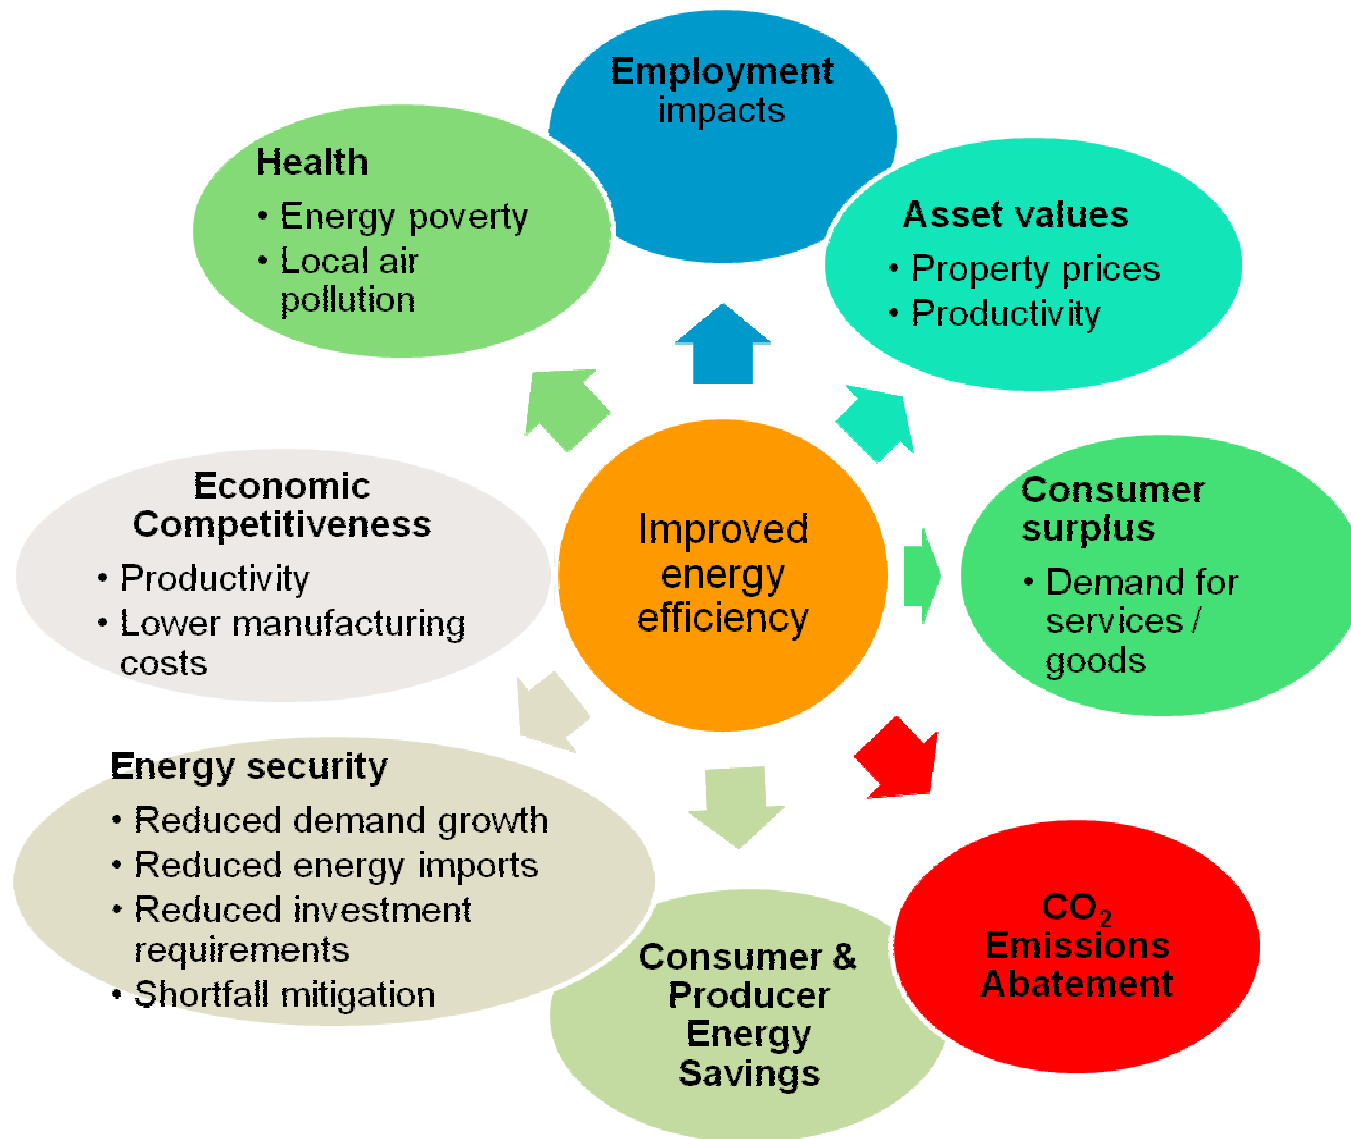 Employment
impacts
Health
• Energy poverty
• Local air
pollution
Asset values
• Property prices
• Productivity
Economic
Competitiveness
• Productivity
• Lower manufacturing
costs
Improved
energy
efficiency
Consumer
surplus
• Demand for
services /
goods
Energy security
• Reduced demand growth
• Reduced energy imports
• Reduced investment
requirements
• Shortfall mitigation
Consumer &
Producer
Energy
Savings
CO₂
Emissions
Abatement